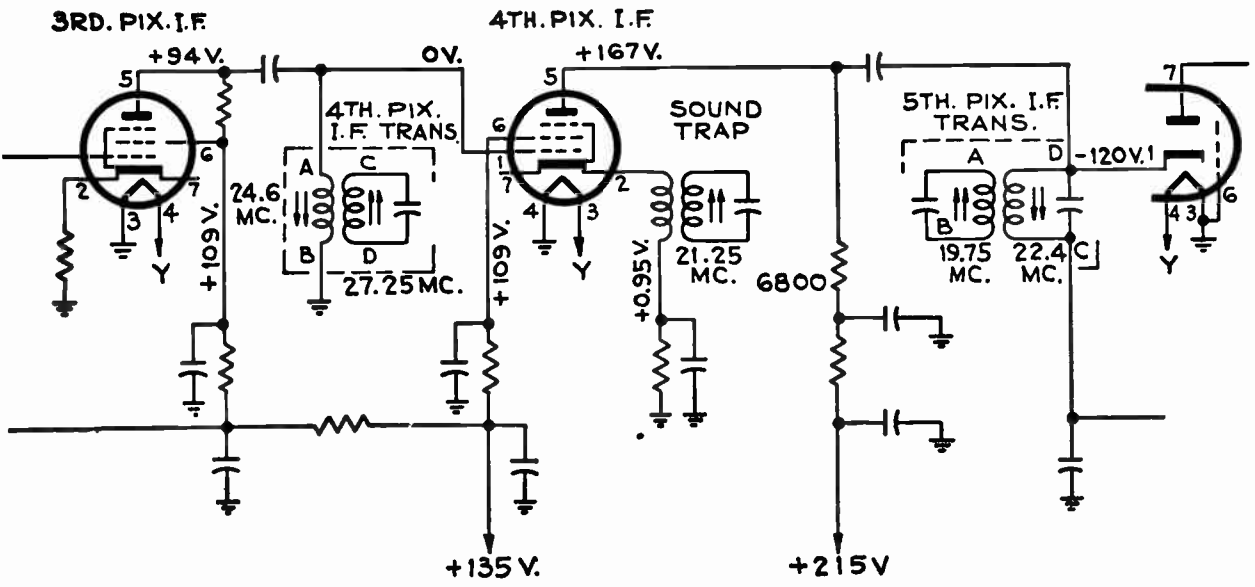 3RD. PIX. I.F.
4TH. PIX. I.F.
+94V.
0V.
+167V.
5
5
7
4TH. PIX.
I.F. TRANS.
SOUND
TRAP
5TH. PIX. I.F.
TRANS.
6
6
1
A
C
A
D
-120V.
1
2
7
24.6
MC.
7
2
3
4
4
3
4
3
6
B
D
B
C
Y
+109V.
27.25 MC.
+109V.
Y
+0.95V.
21.25
MC.
6800
19.75
MC.
22.4
MC.
Y
+135V.
+215V